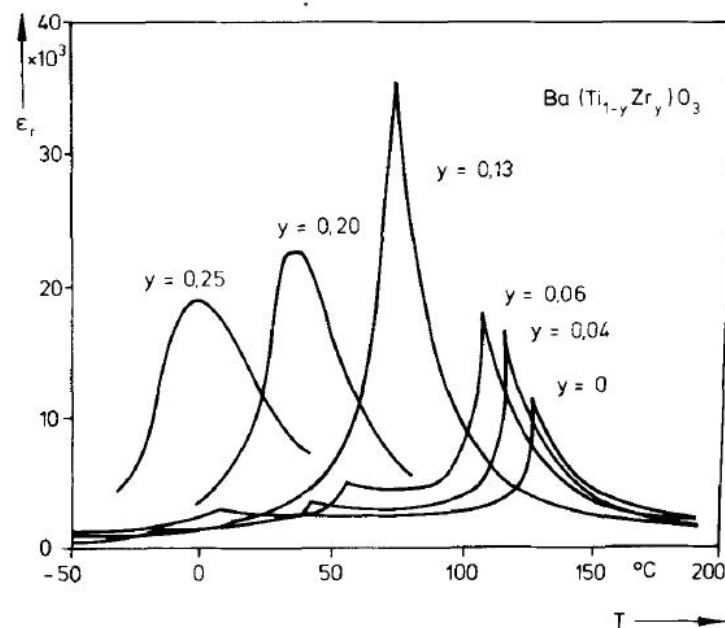 40
×10³
εᵣ
30
20
10
0
Ba (Ti₁₋yZry)O₃
y = 0,13
y = 0,20
y = 0,25
y = 0,06
y = 0,04
y = 0
-50
0
50
100
°C
200
T